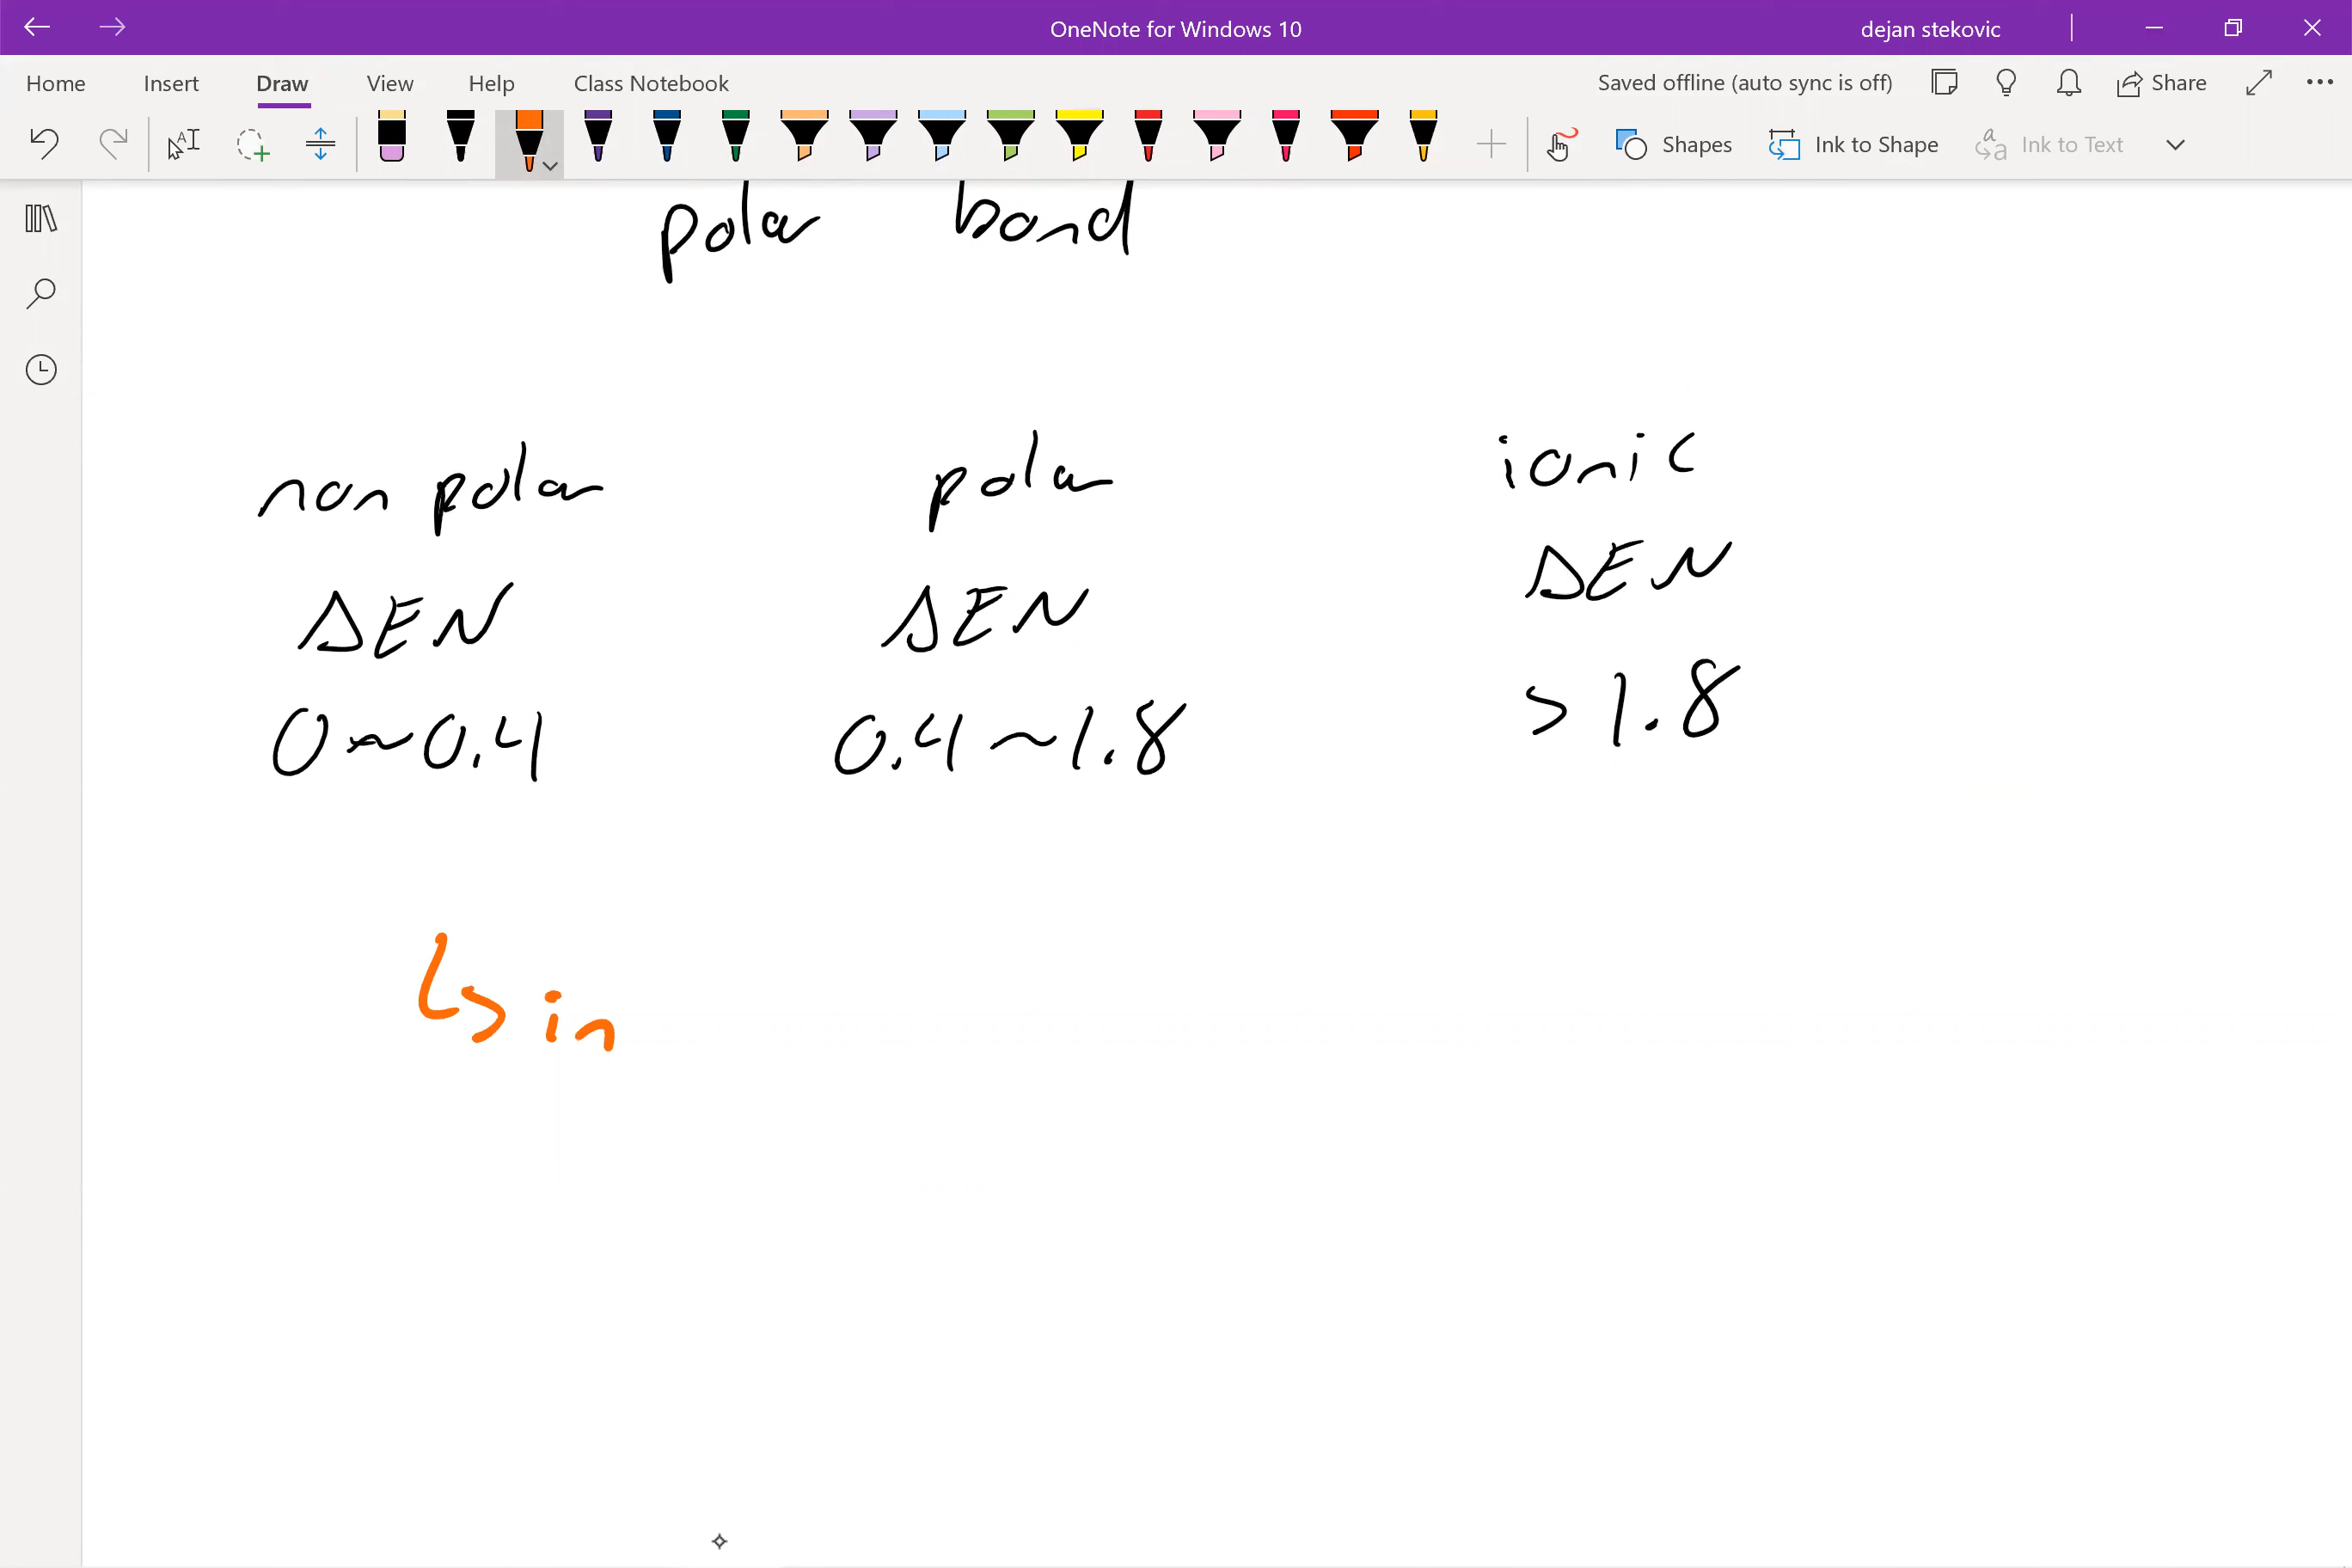 OneNote for Windows 10
dejan stekovic
Home Insert Draw View Help Class Notebook
Saved offline (auto sync is off) Share
Shapes Ink to Shape Ink to Text
polar bond
non polar polar ionic
ΔEN ΔEN ΔEN
0~0.4 0.4~1.8 >1.8
↳ in